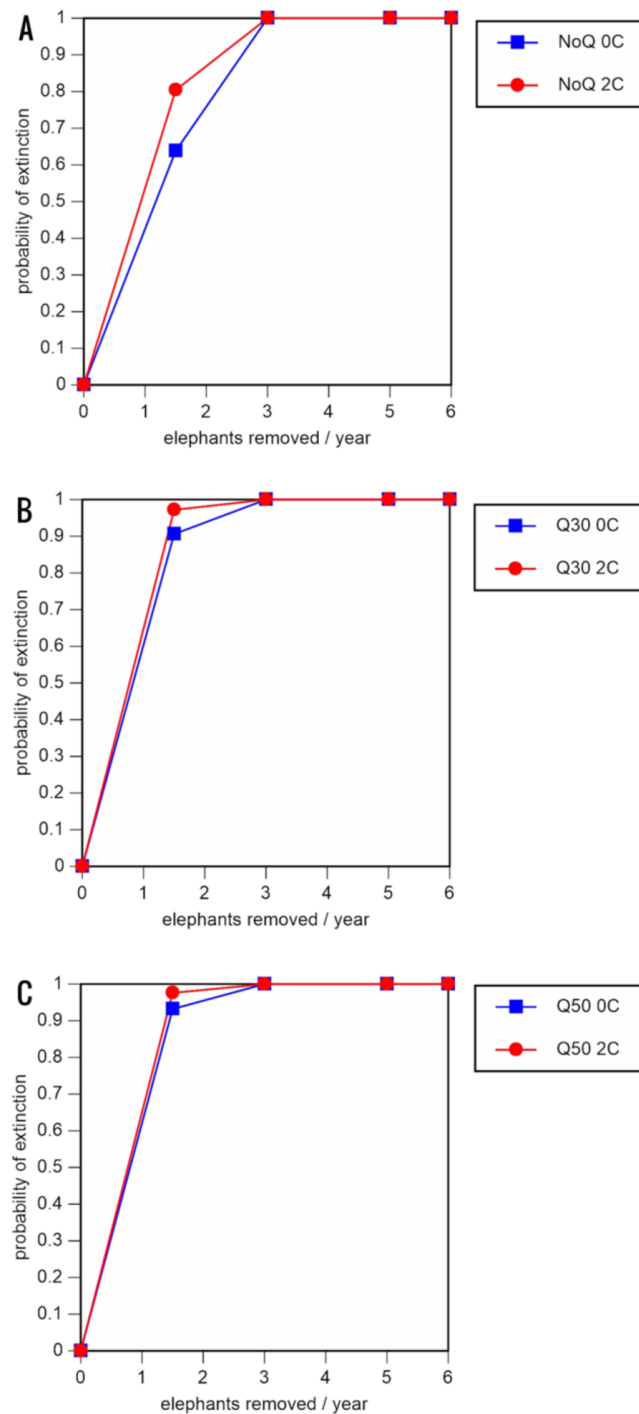 A
NoQ 0C
NoQ 2C
probability of extinction
1
0.9
0.8
0.7
0.6
0.5
0.4
0.3
0.2
0.1
0
0 1 2 3 4 5 6
elephants removed / year
B
Q30 0C
Q30 2C
probability of extinction
1
0.9
0.8
0.7
0.6
0.5
0.4
0.3
0.2
0.1
0
0 1 2 3 4 5 6
elephants removed / year
C
Q50 0C
Q50 2C
probability of extinction
1
0.9
0.8
0.7
0.6
0.5
0.4
0.3
0.2
0.1
0
0 1 2 3 4 5 6
elephants removed / year